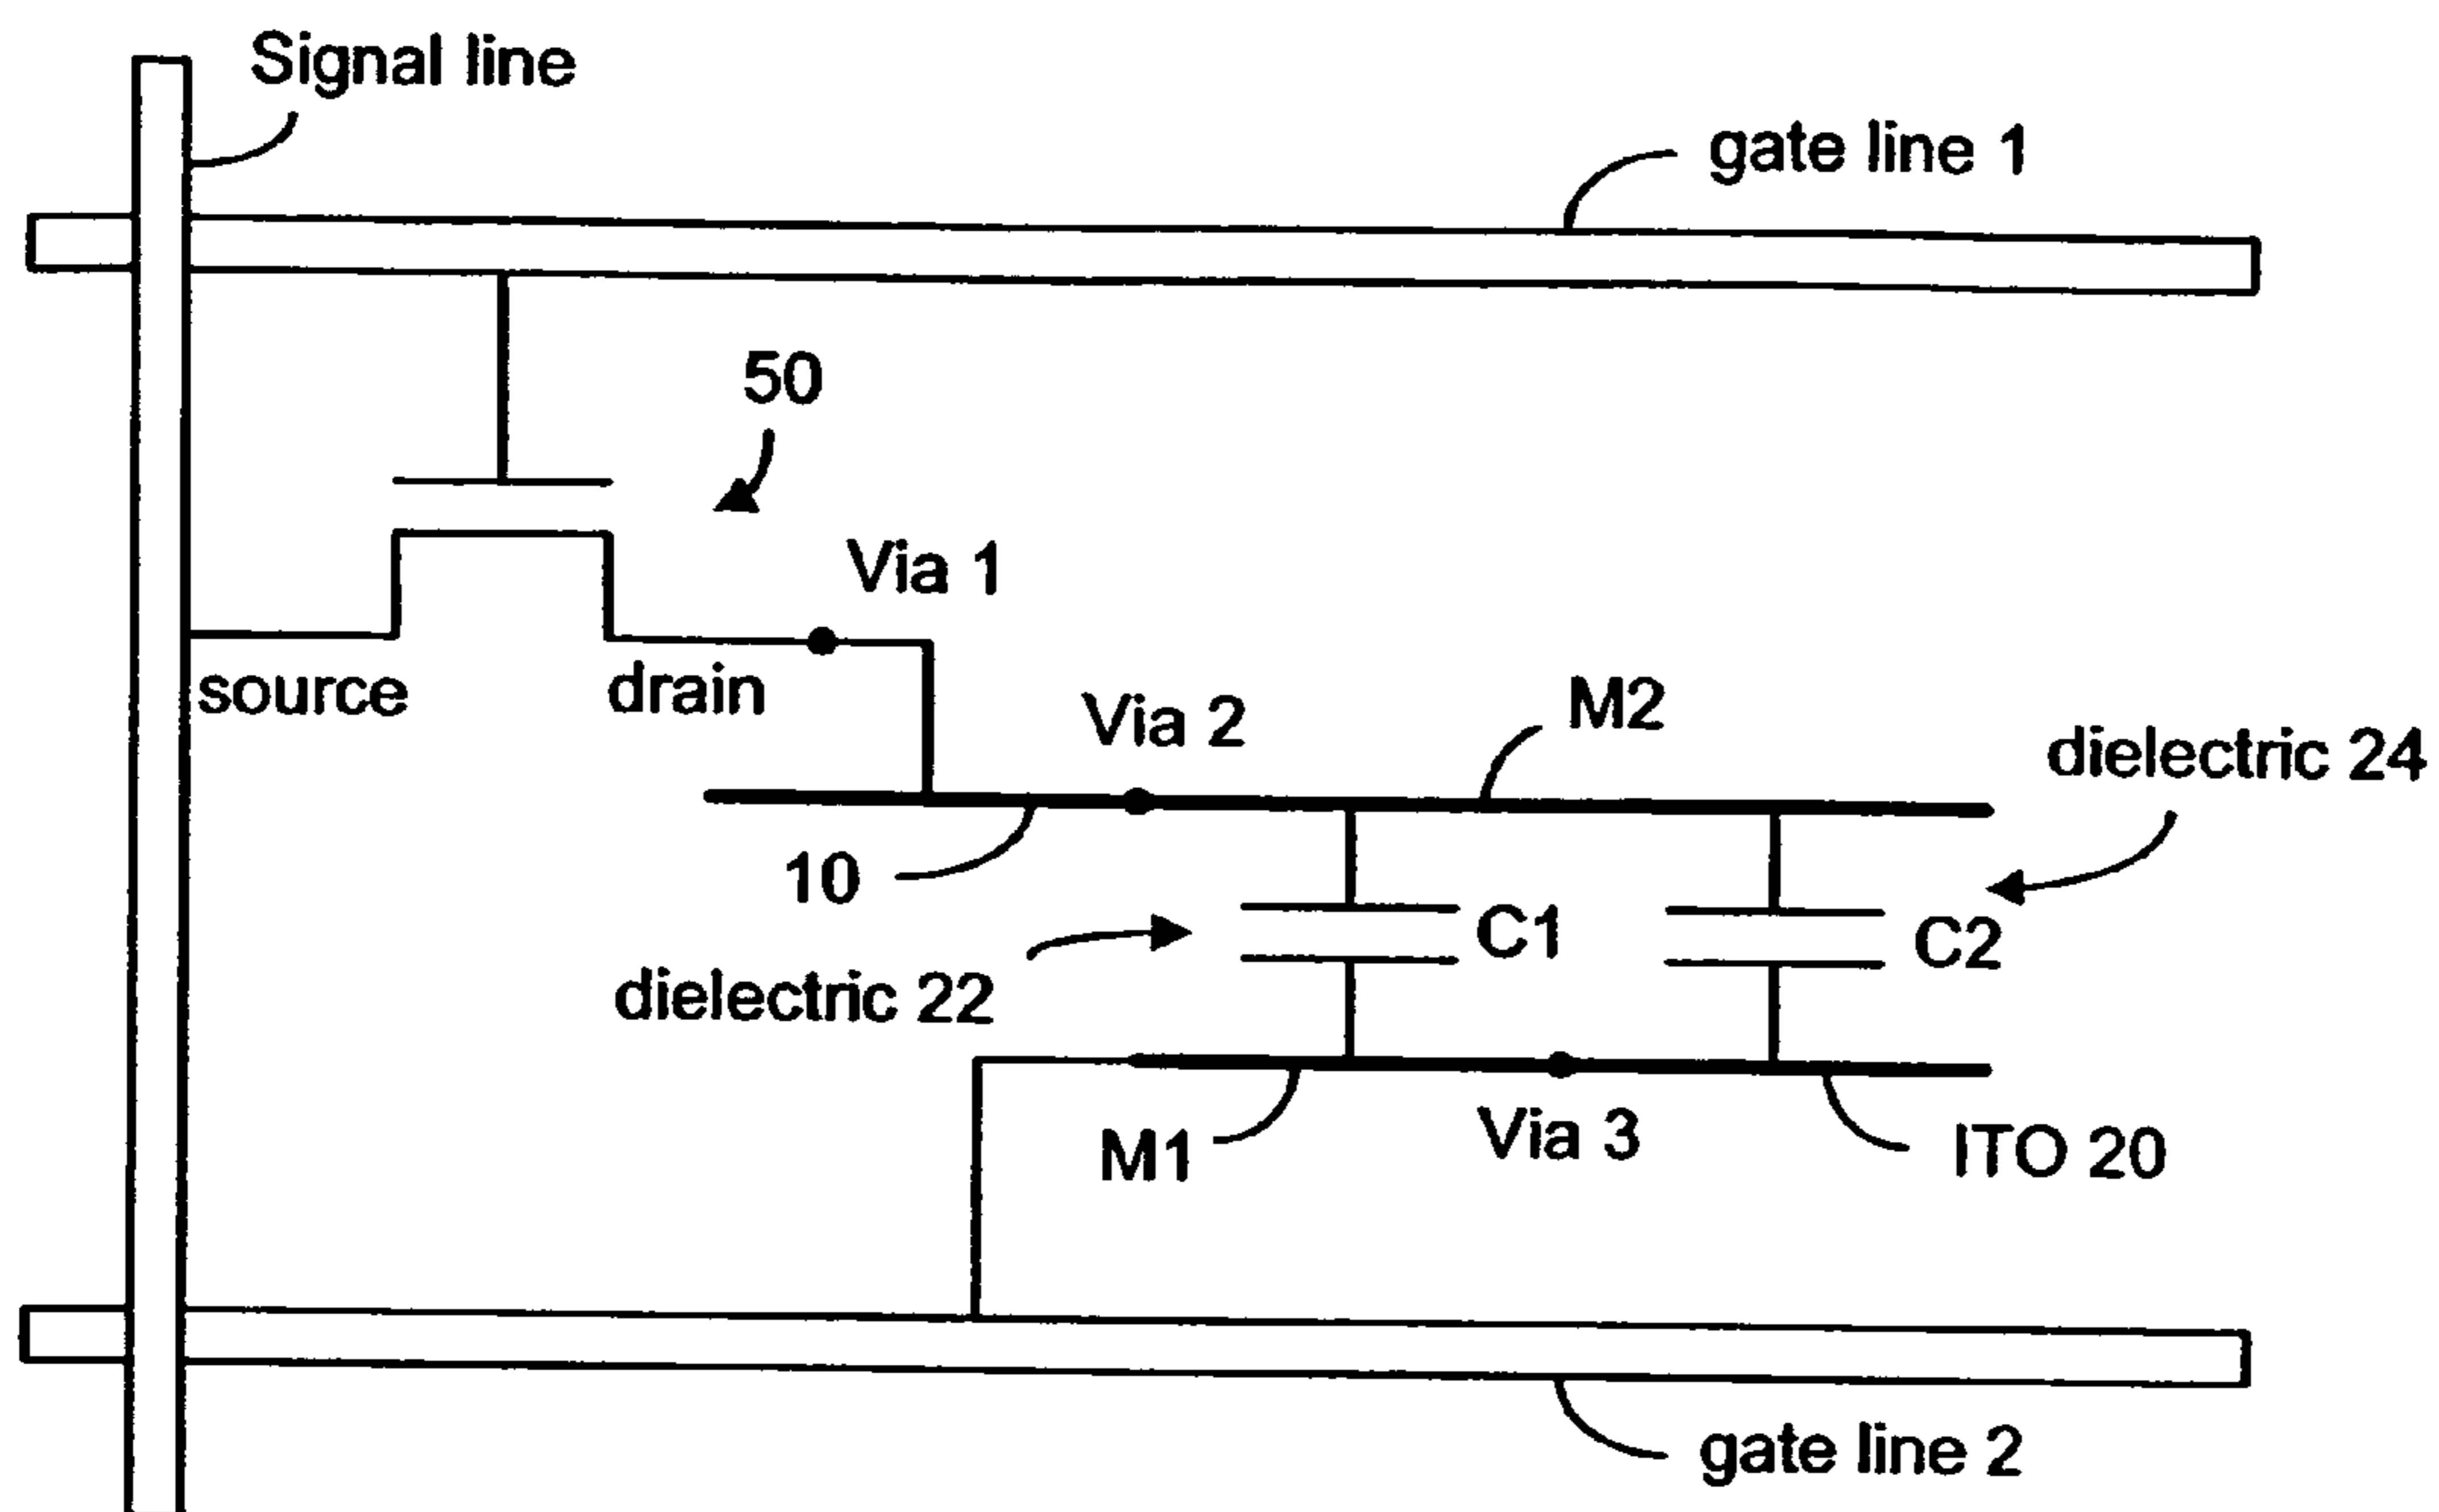 Signal line
gate line 1
50
Via 1
source
drain
Via 2
M2
dielectric 24
10
C1
C2
dielectric 22
M1
Via 3
ITO 20
gate line 2